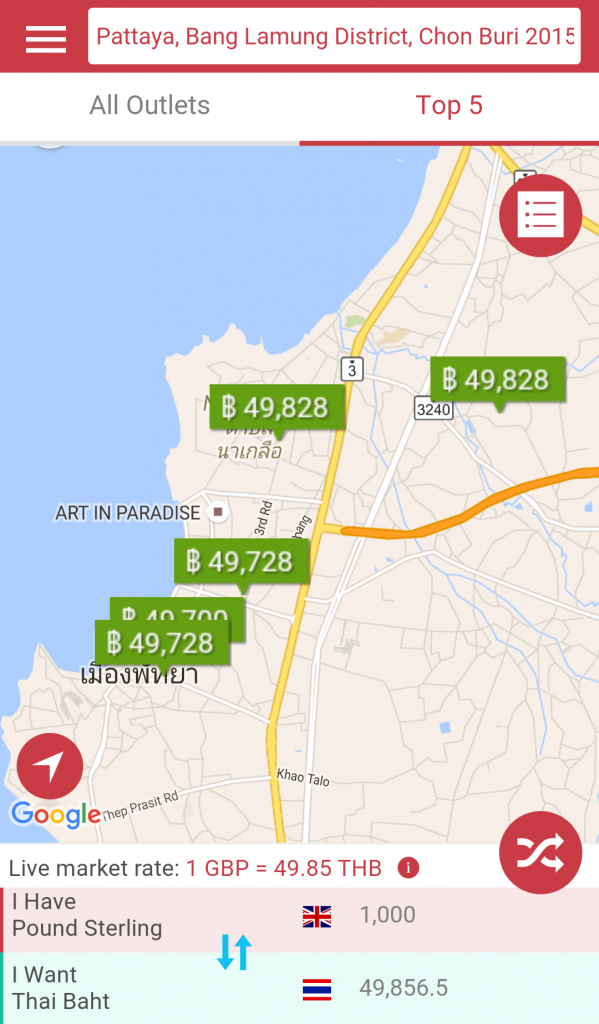 Pattaya, Bang Lamung District, Chon Buri 2015
All Outlets
Top 5
3
฿ 49,828
฿ 49,828
3240
นาเกลือ
ART IN PARADISE
3rd Rd
฿ 49,728
฿ 49,728
เมืองพัทยา
Khao Talo
Thep Prasit Rd
Google
Live market rate: 1 GBP = 49.85 THB i
I Have
Pound Sterling
1,000
I Want
Thai Baht
49,856.5